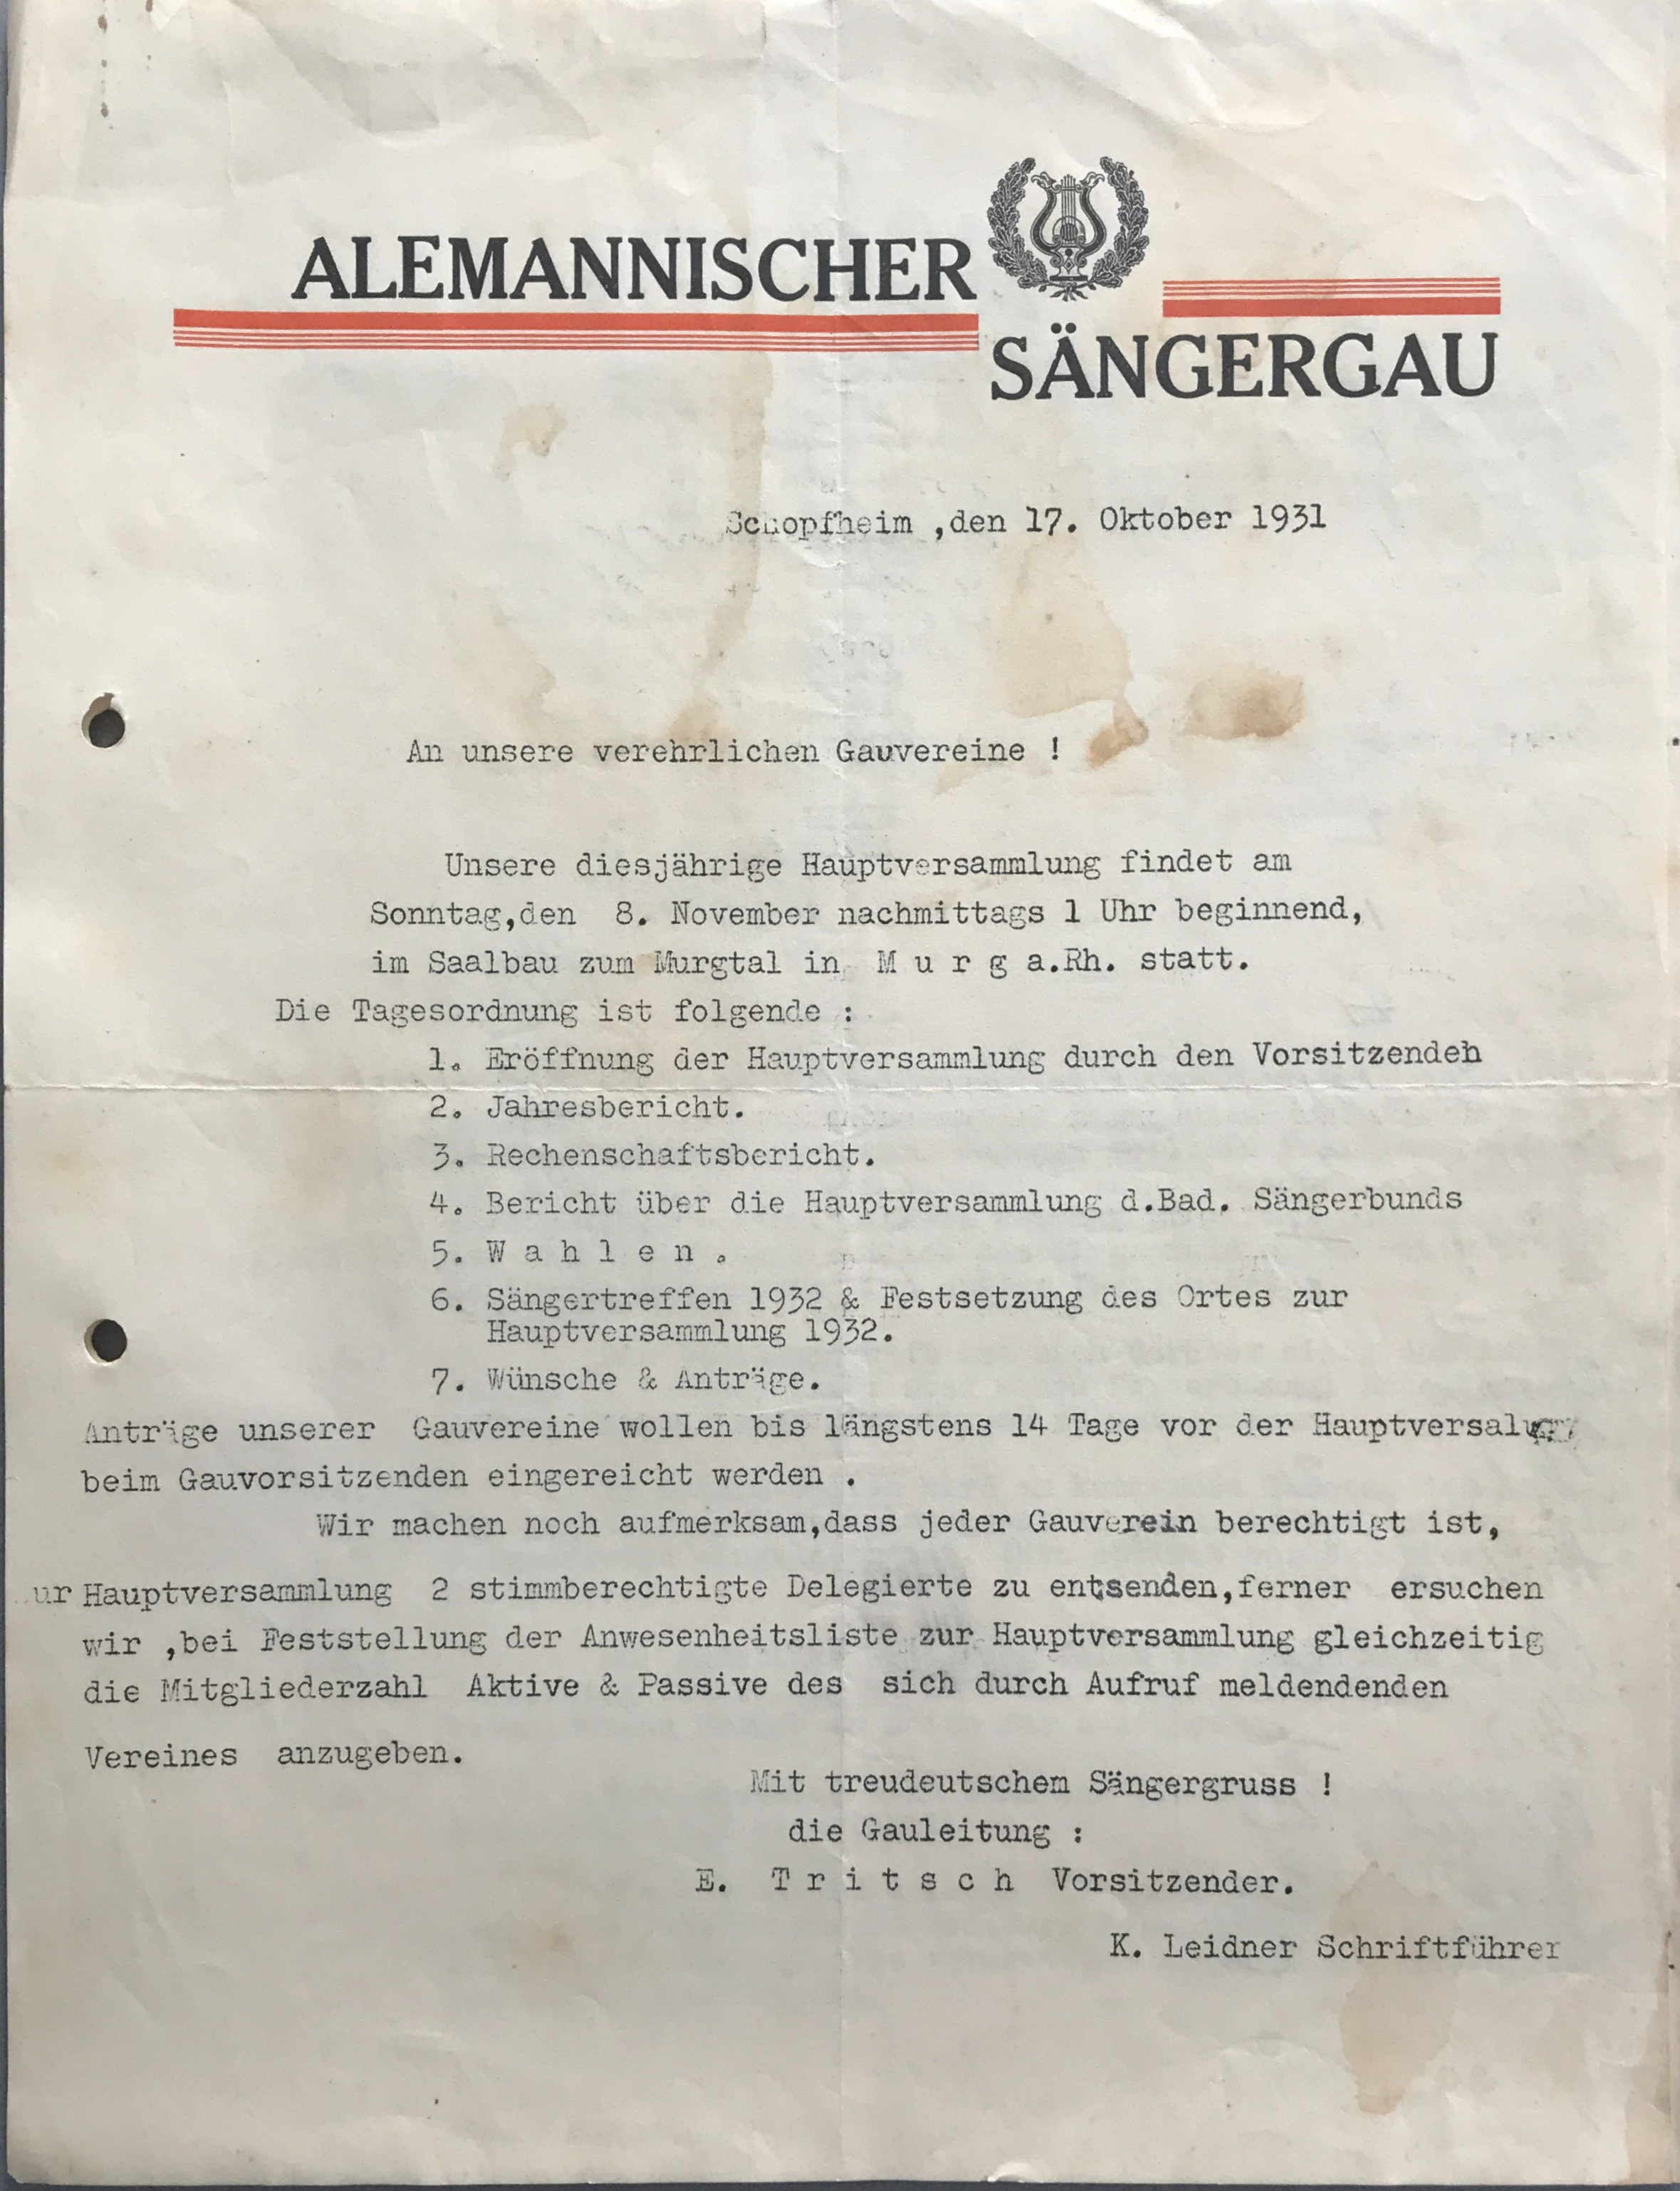 ALEMANNISCHER
SÄNGERGAU
Schopfheim ,den 17. Oktober 1931
An unsere verehrlichen Gauvereine !
Unsere diesjährige Hauptversammlung findet am
Sonntag,den 8. November nachmittags 1 Uhr beginnend,
im Saalbau zum Murgtal in M u r g a.Rh. statt.
Die Tagesordnung ist folgende :
1. Eröffnung der Hauptversammlung durch den Vorsitzendeh
2. Jahresbericht.
3. Rechenschaftsbericht.
4. Bericht über die Hauptversammlung d.Bad. Sängerbunds
5. W a h l e n .
6. Sängertreffen 1932 & Festsetzung des Ortes zur
Hauptversammlung 1932.
7. Wünsche & Anträge.
Anträge unserer Gauvereine wollen bis längstens 14 Tage vor der
beim Gauvorsitzenden eingereicht werden .
Wir machen noch aufmerksam,dass jeder Gauverein berechtigt ist,
ur Hauptversammlung 2 stimmberechtigte Delegierte zu entsenden,ferner ersuchen
wir ,bei Feststellung der Anwesenheitsliste zur Hauptversammlung gleichzeitig
die Mitgliederzahl Aktive & Passive des sich durch Aufruf meldendenden
Vereines anzugeben.
Mit treudeutschem Sängergruss !
die Gauleitung :
E. T r i t s c h Vorsitzender.
K. Leidner Schriftführer